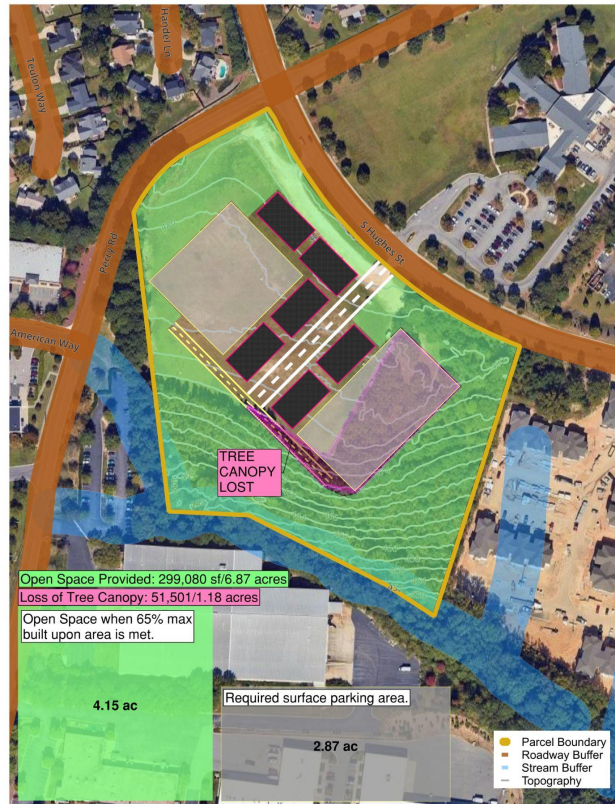 Handel Ln
Teulon Way
Perry Rd
S Hughes St
American Way
TREE
CANOPY
LOST
Open Space Provided: 299,080 sf/6.87 acres
Loss of Tree Canopy: 51,501/1.18 acres
Open Space when 65% max
built upon area is met.
4.15 ac
Required surface parking area.
2.87 ac
Parcel Boundary
Roadway Buffer
Stream Buffer
Topography